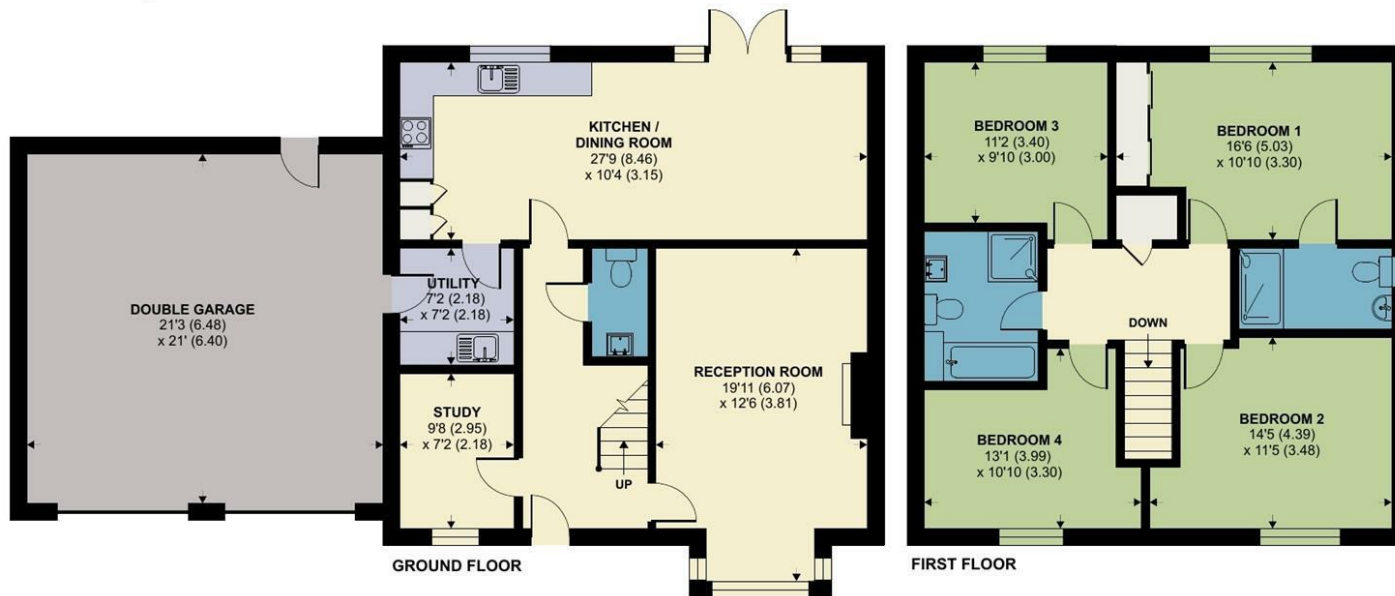 KITCHEN /
DINING ROOM
27'9 (8.46)
x 10'4 (3.15)
DOUBLE GARAGE
21'3 (6.48)
x 21' (6.40)
UTILITY
7'2 (2.18)
x 7'2 (2.18)
RECEPTION ROOM
19'11 (6.07)
x 12'6 (3.81)
STUDY
9'8 (2.95)
x 7'2 (2.18)
UP
GROUND FLOOR
BEDROOM 3
11'2 (3.40)
x 9'10 (3.00)
BEDROOM 1
16'6 (5.03)
x 10'10 (3.30)
DOWN
BEDROOM 4
13'1 (3.99)
x 10'10 (3.30)
BEDROOM 2
14'5 (4.39)
x 11'5 (3.48)
FIRST FLOOR